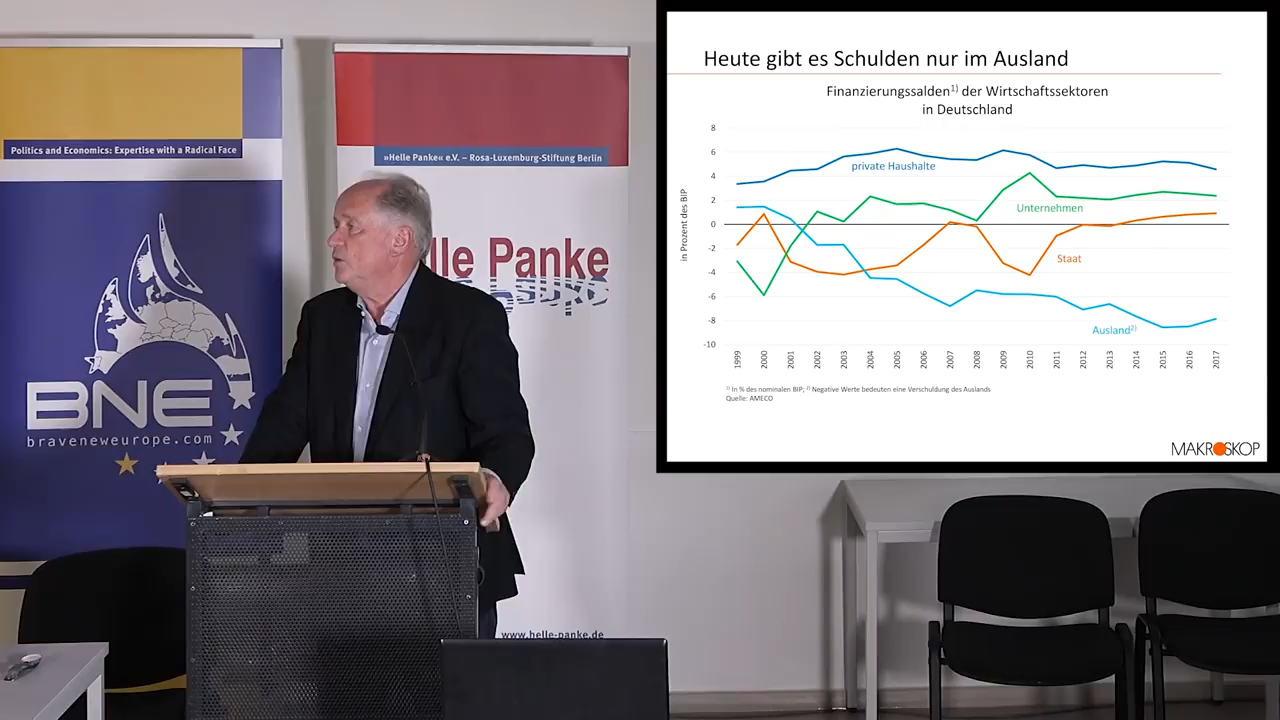 Politics and Economics: Expertise with a Radical Face
BNE
braveneweurope.com
»Helle Panke« e.V. – Rosa-Luxemburg-Stiftung Berlin
lle Panke
www.helle-panke.de
Heute gibt es Schulden nur im Ausland
Finanzierungssalden1) der Wirtschaftssektoren
in Deutschland
in Prozent des BIP
8
6
4
2
0
-2
-4
-6
-8
-10
private Haushalte
Unternehmen
Staat
Ausland2)
1999 2000 2001 2002 2003 2004 2005 2006 2007 2008 2009 2010 2011 2012 2013 2014 2015 2016 2017
1) In % des nominalen BIP; 2) Negative Werte bedeuten eine Verschuldung des Auslands
Quelle: AMECO
MAKROSKOP